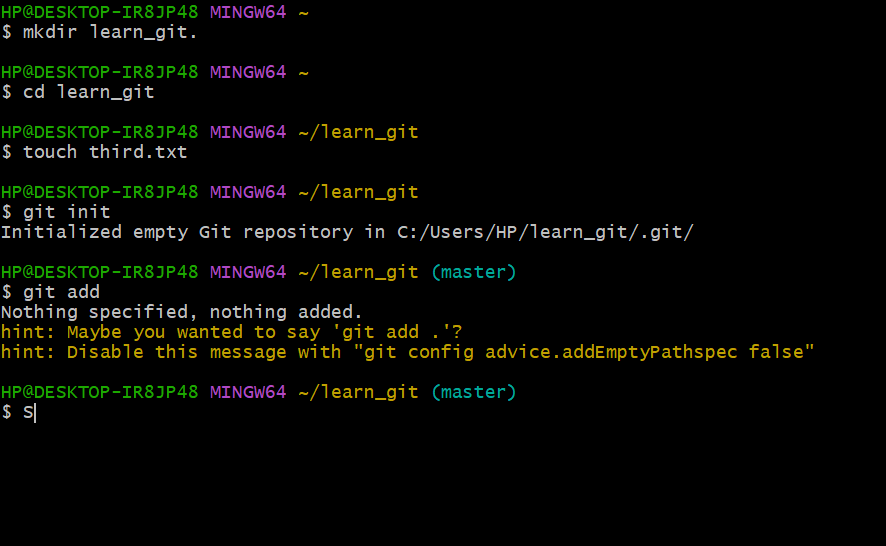 HP@DESKTOP-IR8JP48 MINGW64 ~
$ mkdir learn_git.

HP@DESKTOP-IR8JP48 MINGW64 ~
$ cd learn_git

HP@DESKTOP-IR8JP48 MINGW64 ~/learn_git
$ touch third.txt

HP@DESKTOP-IR8JP48 MINGW64 ~/learn_git
$ git init
Initialized empty Git repository in C:/Users/HP/learn_git/.git/

HP@DESKTOP-IR8JP48 MINGW64 ~/learn_git (master)
$ git add
Nothing specified, nothing added.
hint: Maybe you wanted to say 'git add .'?
hint: Disable this message with "git config advice.addEmptyPathspec false"

HP@DESKTOP-IR8JP48 MINGW64 ~/learn_git (master)
$ S